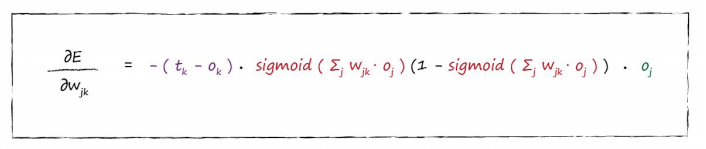 ∂E/∂w_jk = - ( t_k - o_k ) · sigmoid ( Σ_j w_jk · o_j ) (1 - sigmoid ( Σ_j w_jk · o_j ) ) · o_j